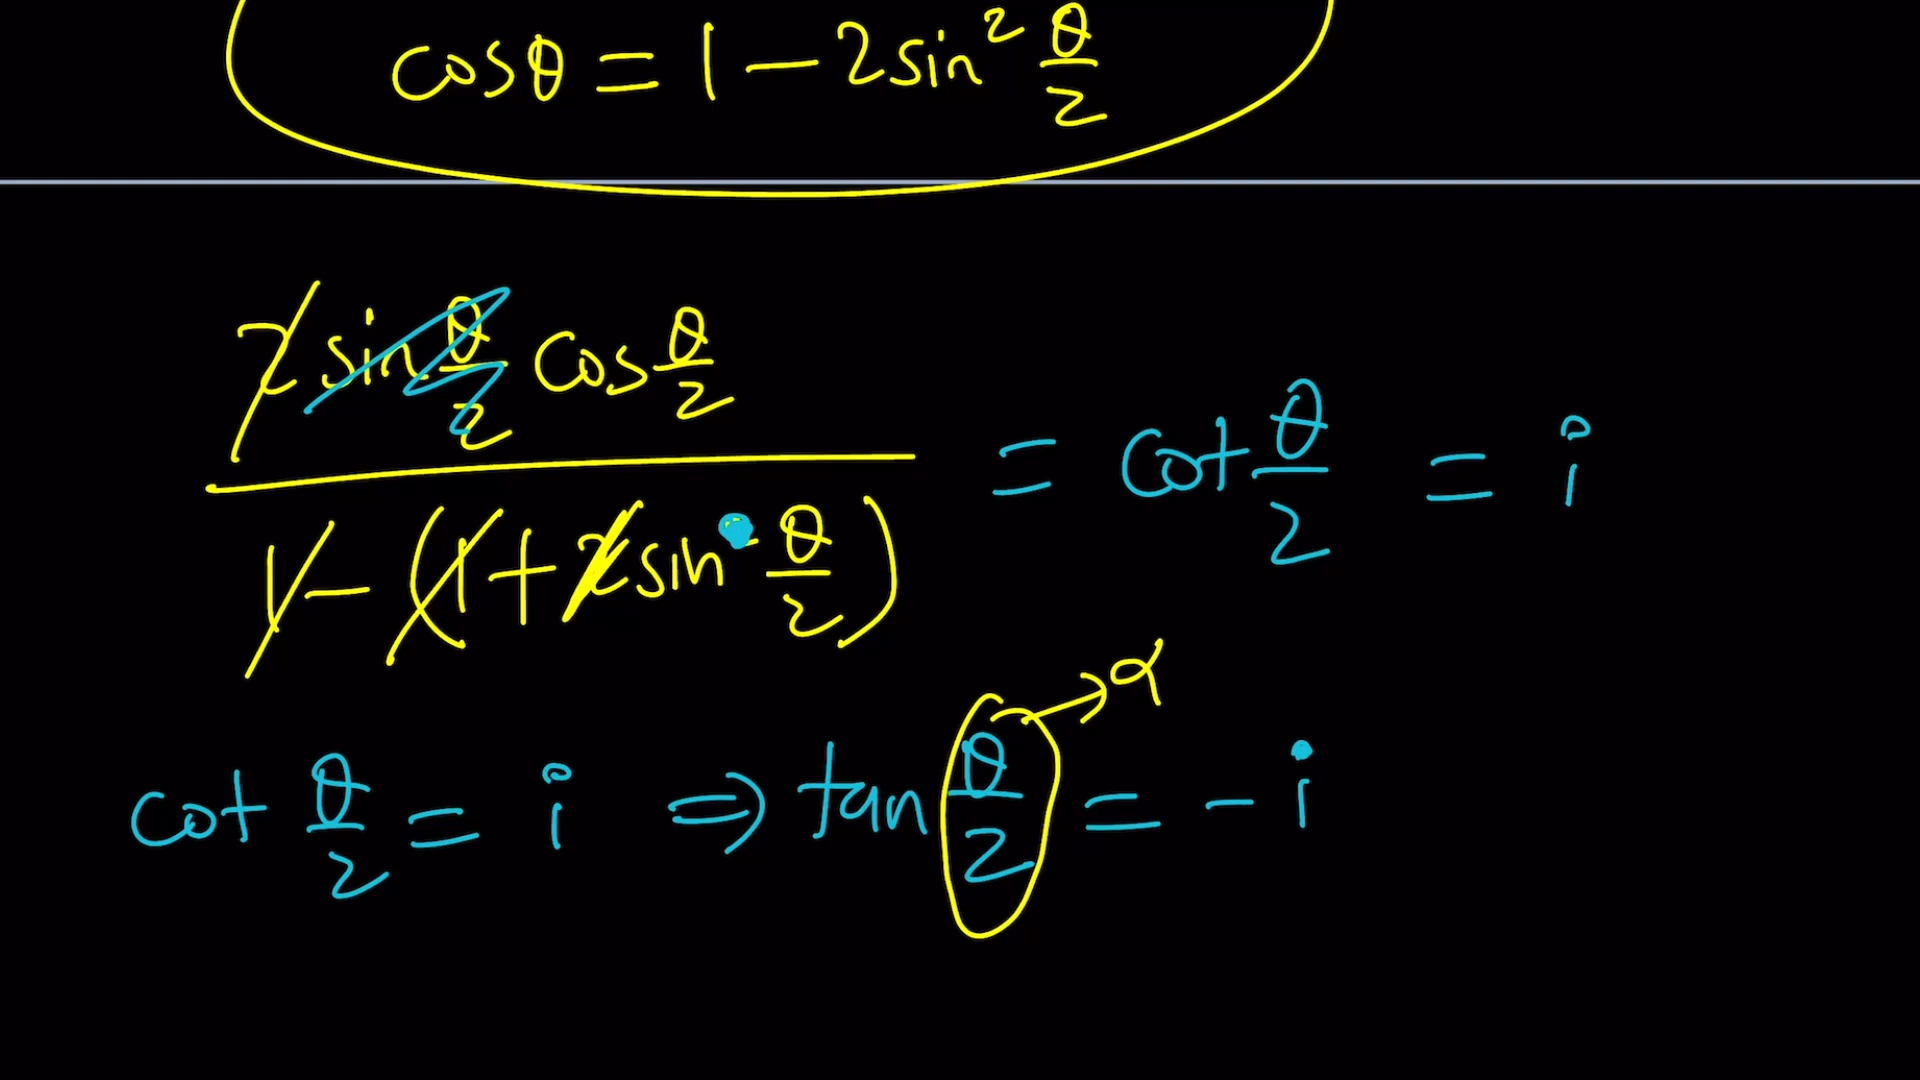 cosθ = 1 − 2sin² θ/2
2 sin θ/2 cos θ/2
= cot θ/2 = i
1 − (1 + 2sin² θ/2)
α
cot θ/2 = i ⇒ tan θ/2 = − i